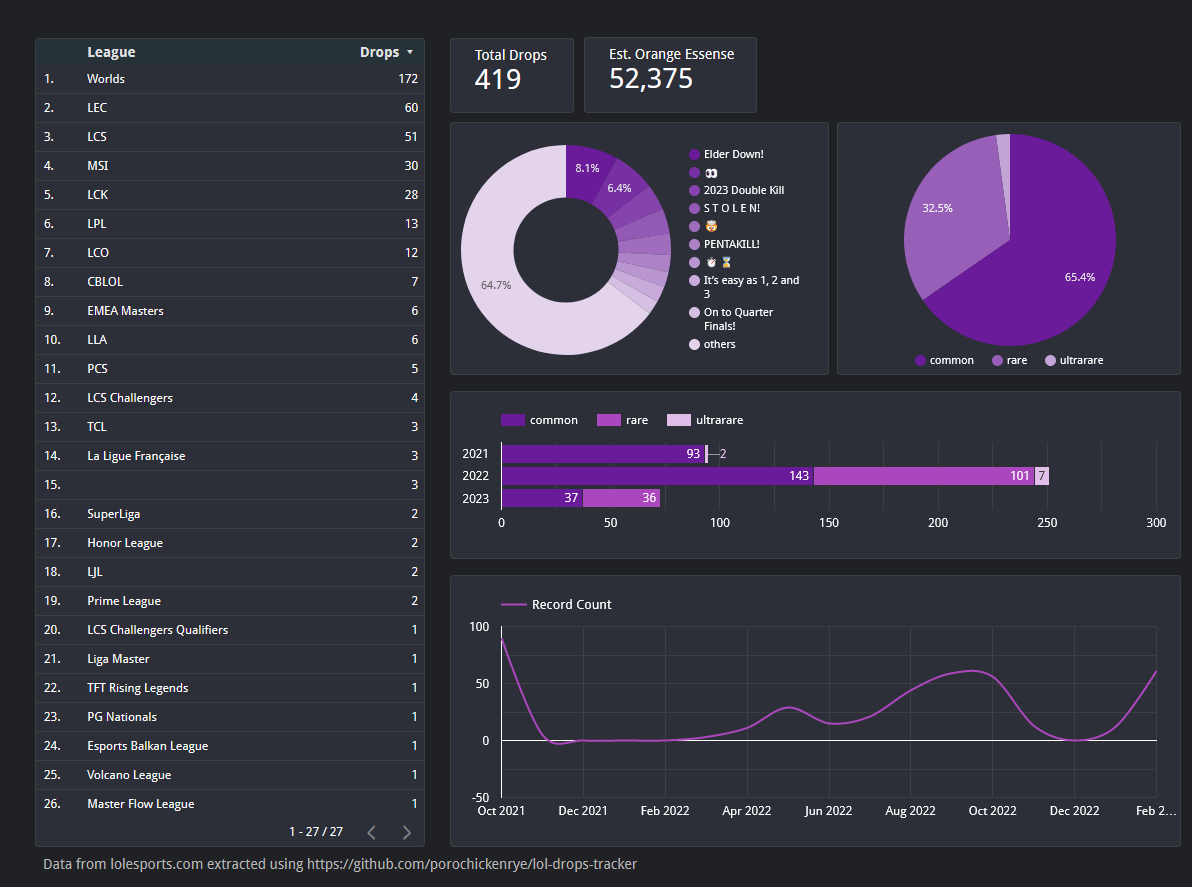 League Drops
1. Worlds 172
2. LEC 60
3. LCS 51
4. MSI 30
5. LCK 28
6. LPL 13
7. LCO 12
8. CBLOL 7
9. EMEA Masters 6
10. LLA 6
11. PCS 5
12. LCS Challengers 4
13. TCL 3
14. La Ligue Française 3
15. 3
16. SuperLiga 2
17. Honor League 2
18. LJL 2
19. Prime League 2
20. LCS Challengers Qualifiers 1
21. Liga Master 1
22. TFT Rising Legends 1
23. PG Nationals 1
24. Esports Balkan League 1
25. Volcano League 1
26. Master Flow League 1
1 - 27 / 27
Total Drops
419
Est. Orange Essense
52,375
8.1%
6.4%
64.7%
Elder Down!
👀
2023 Double Kill
S T O L E N!
🤯
PENTAKILL!
⏱️ ⌛
It's easy as 1, 2 and
3
On to Quarter
Finals!
others
32.5%
65.4%
common rare ultrarare
common rare ultrarare
2021 93 2
2022 143 101 7
2023 37 36
0 50 100 150 200 250 300
Record Count
100
50
0
-50
Oct 2021 Dec 2021 Feb 2022 Apr 2022 Jun 2022 Aug 2022 Oct 2022 Dec 2022 Feb 2...
Data from lolesports.com extracted using https://github.com/porochickenrye/lol-drops-tracker